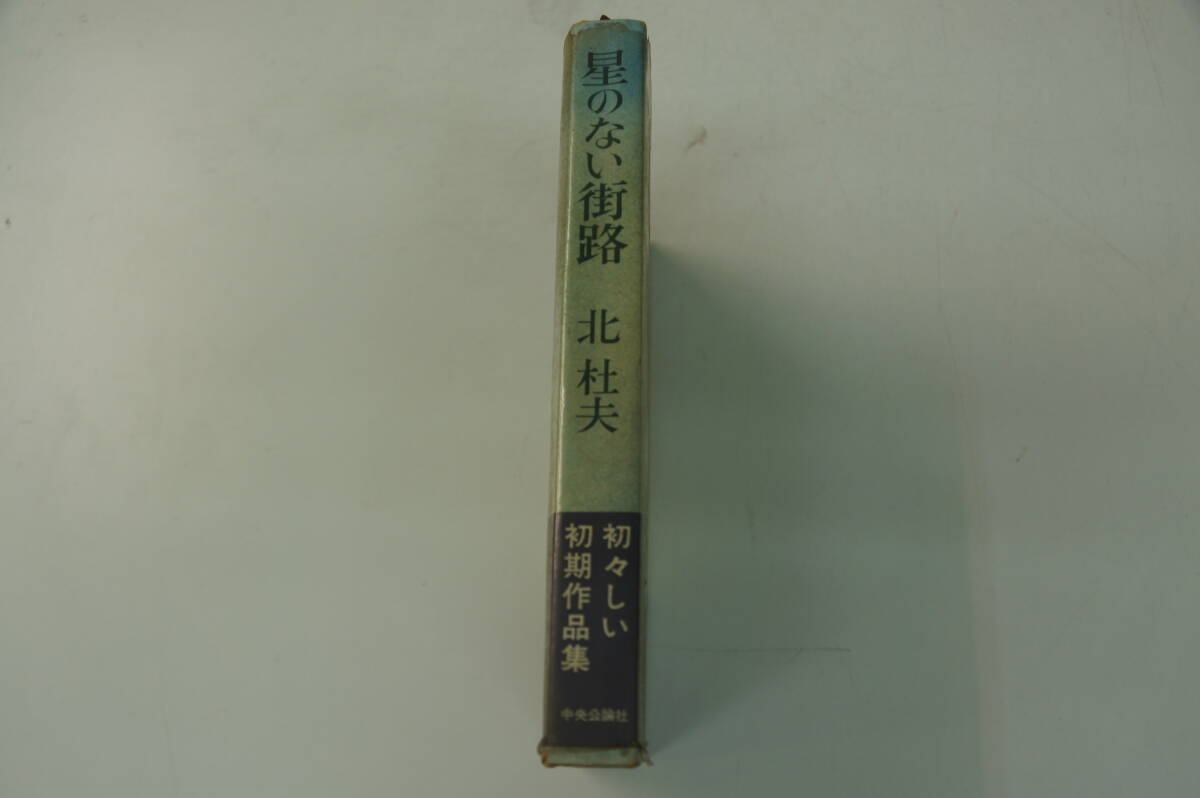 星のない街路
北杜夫
初々しい
初期作品集
中央公論社